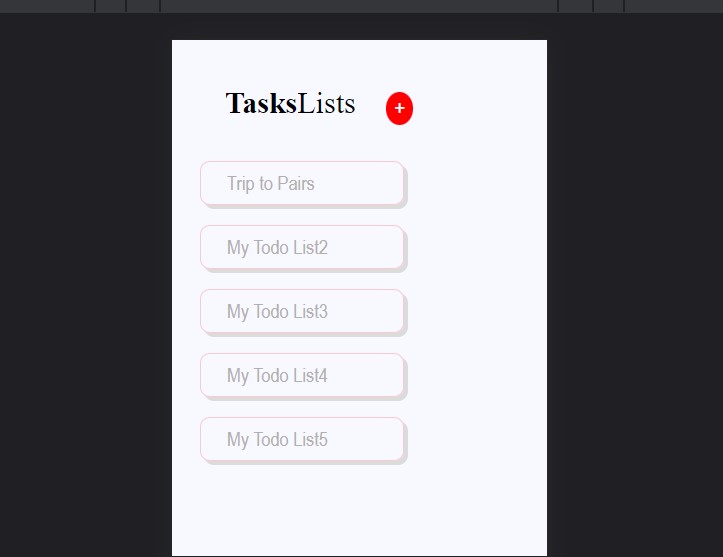 TasksLists +
Trip to Pairs
My Todo List2
My Todo List3
My Todo List4
My Todo List5